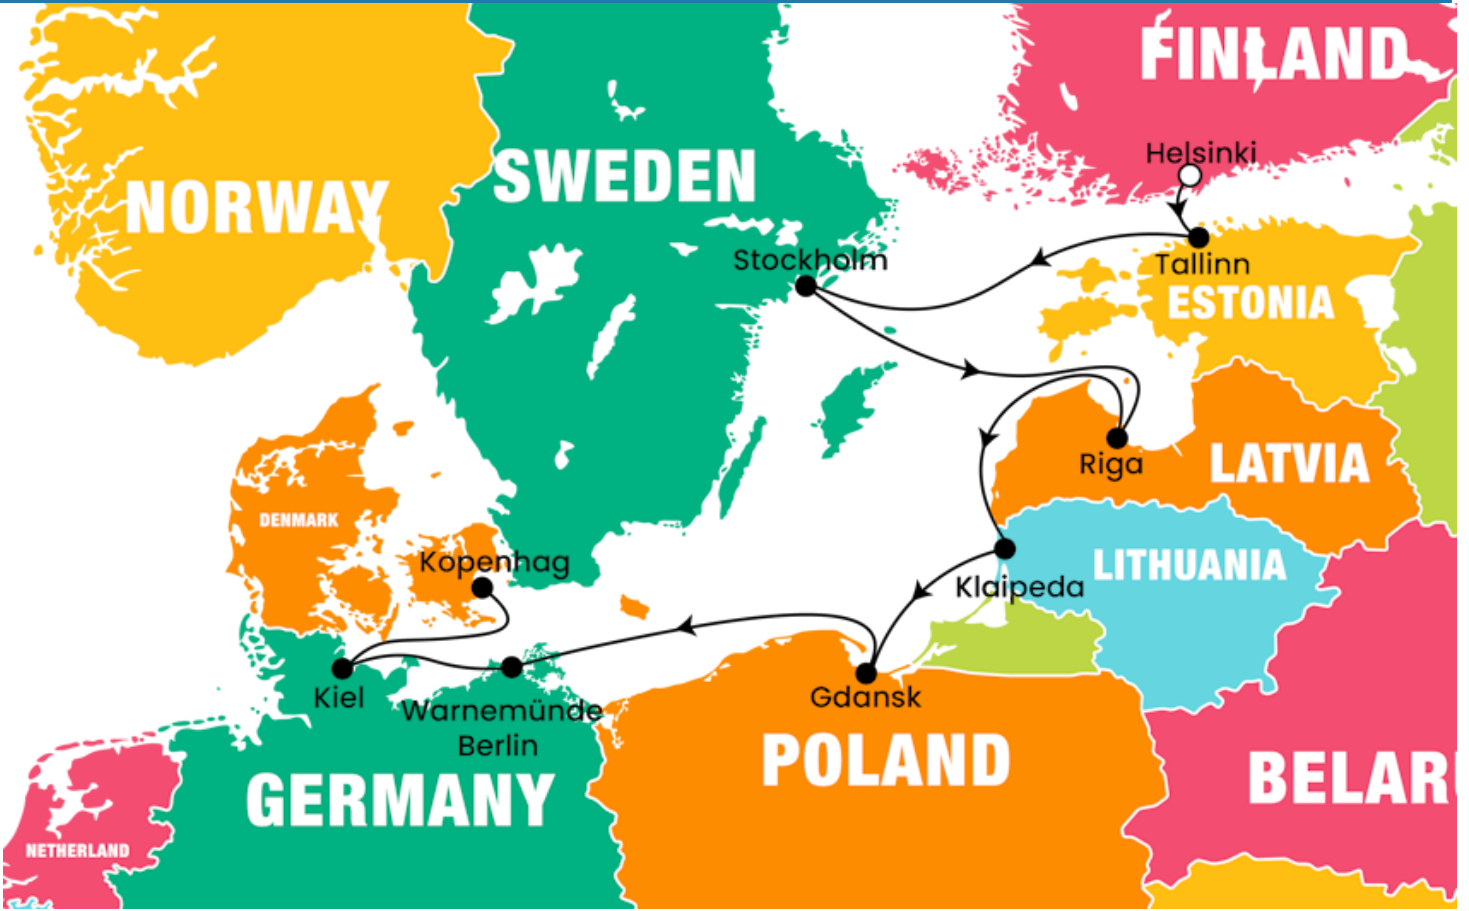 FINLAND
Helsinki
SWEDEN
NORWAY
Stockholm
Tallinn
ESTONIA
Riga
LATVIA
DENMARK
Kopenhag
LITHUANIA
Klaipeda
Kiel
Warnemünde
Berlin
Gdansk
POLAND
GERMANY
BELAR
NETHERLAND